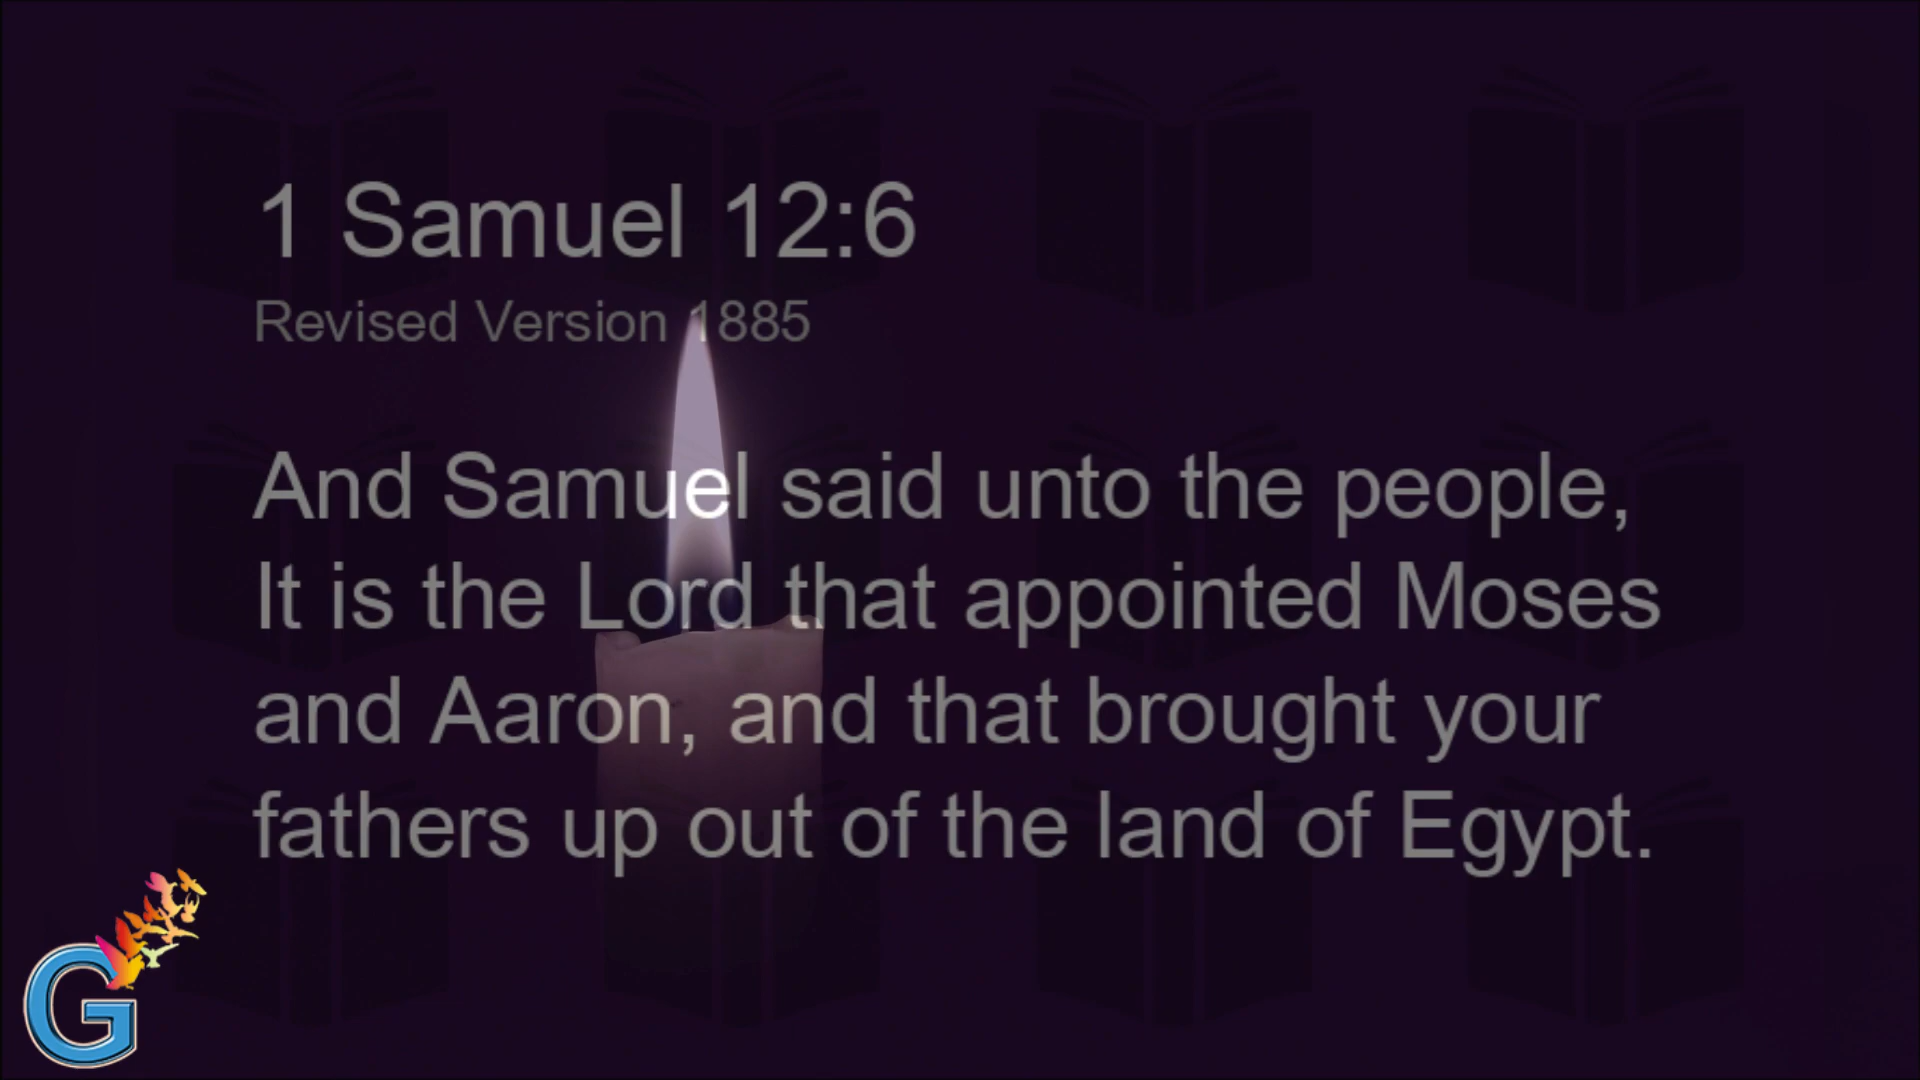 1 Samuel 12:6
Revised Version 1885
And Samuel said unto the people,
It is the Lord that appointed Moses
and Aaron, and that brought your
fathers up out of the land of Egypt.
G